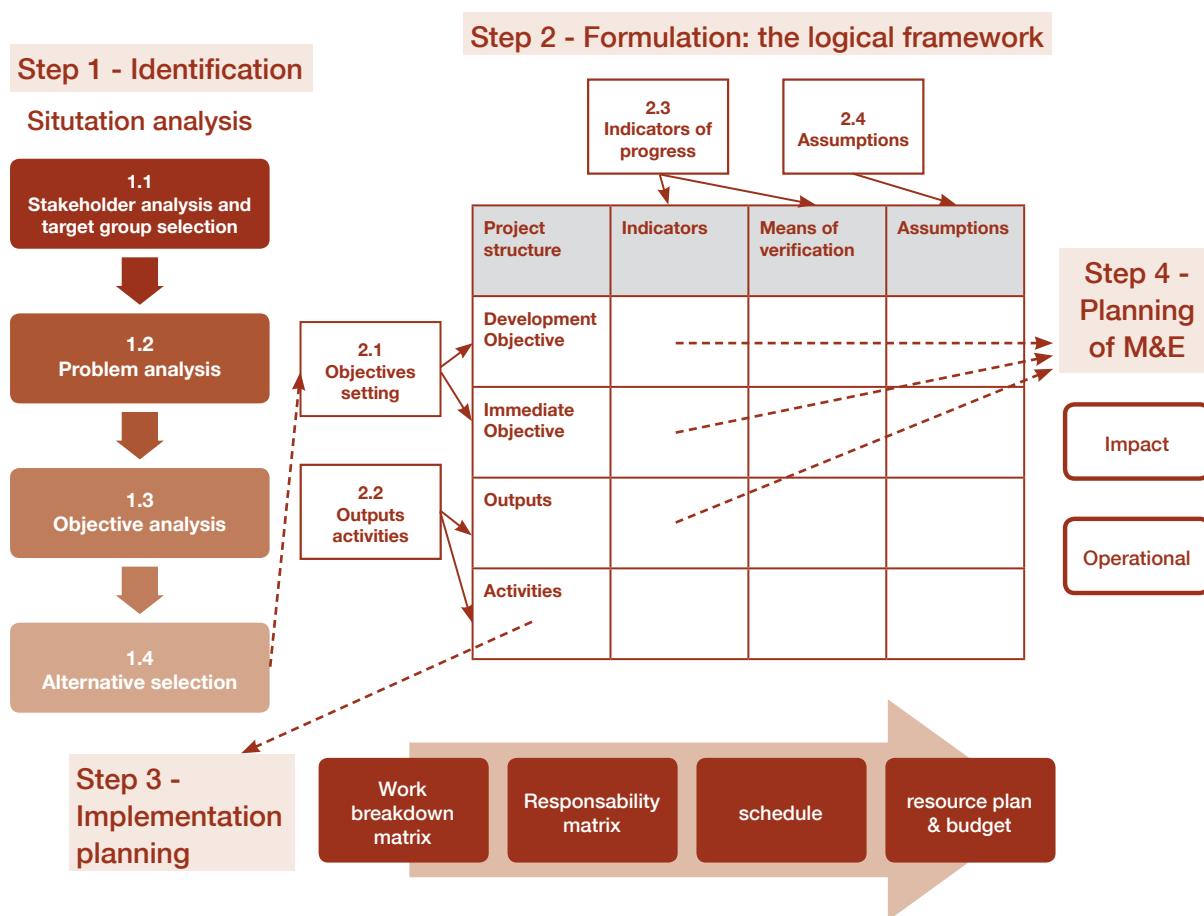 Step 1 - Identification
Situtation analysis
1.1
Stakeholder analysis and
target group selection
1.2
Problem analysis
1.3
Objective analysis
1.4
Alternative selection
Step 2 - Formulation: the logical framework
2.3
Indicators of
progress
2.4
Assumptions
2.1
Objectives
setting
2.2
Outputs
activities
Project
structure
Indicators
Means of
verification
Assumptions
Development
Objective
Immediate
Objective
Outputs
Activities
Step 4 -
Planning
of M&E
Impact
Operational
Step 3 -
Implementation
planning
Work
breakdown
matrix
Responsability
matrix
schedule
resource plan
& budget